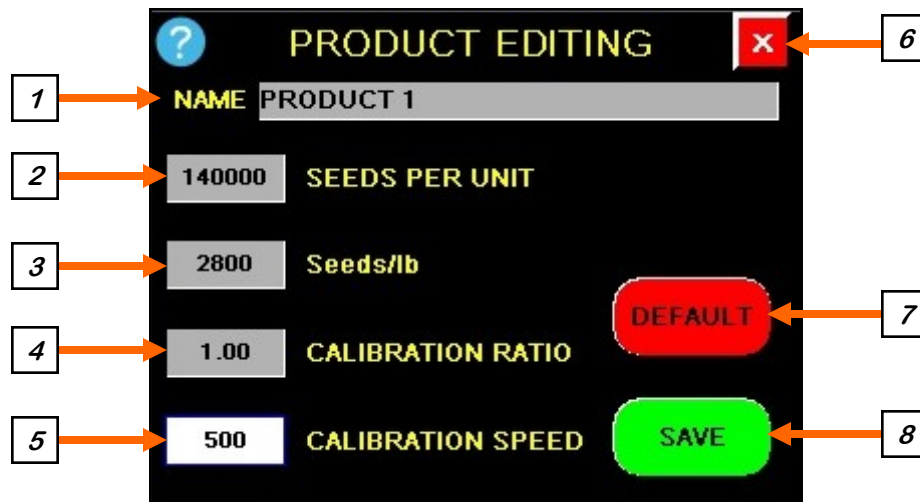 ? PRODUCT EDITING X 6
1 NAME PRODUCT 1
2 140000 SEEDS PER UNIT
3 2800 Seeds/lb
DEFAULT 7
4 1.00 CALIBRATION RATIO
5 500 CALIBRATION SPEED SAVE 8